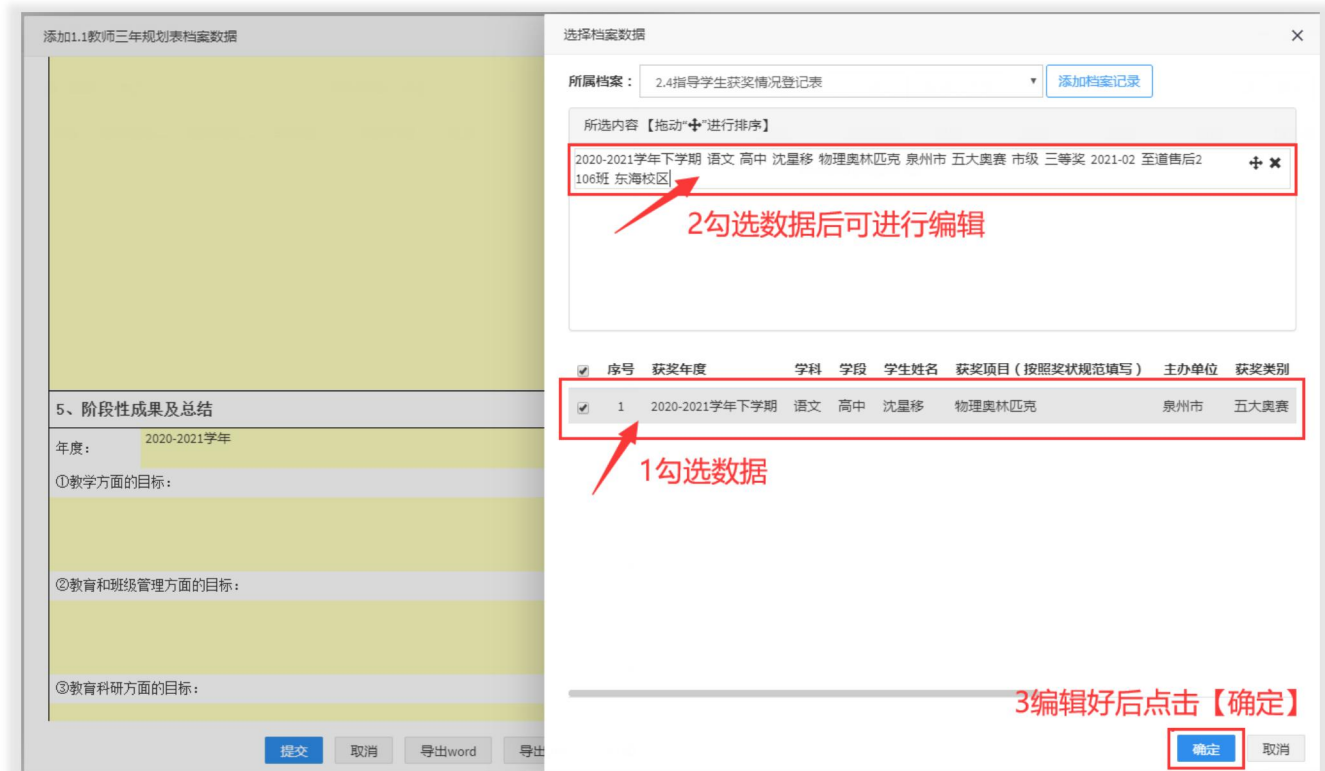 添加1.1教师三年规划表档案数据
5、阶段性成果及总结
年度：
2020-2021学年
①教学方面的目标：
②教育和班级管理方面的目标：
③教育科研方面的目标：
提交 取消 导出word 导出
选择档案数据
所属档案： 2.4指导学生获奖情况登记表 添加档案记录
所选内容【拖动“✣”进行排序】
2020-2021学年下学期 语文 高中 沈星移 物理奥林匹克 泉州市 五大奥赛 市级 三等奖 2021-02 至道售后2
106班 东海校区
2勾选数据后可进行编辑
序号 获奖年度 学科 学段 学生姓名 获奖项目（按照奖状规范填写） 主办单位 获奖类别
1 2020-2021学年下学期 语文 高中 沈星移 物理奥林匹克 泉州市 五大奥赛
1勾选数据
3编辑好后点击【确定】
确定 取消